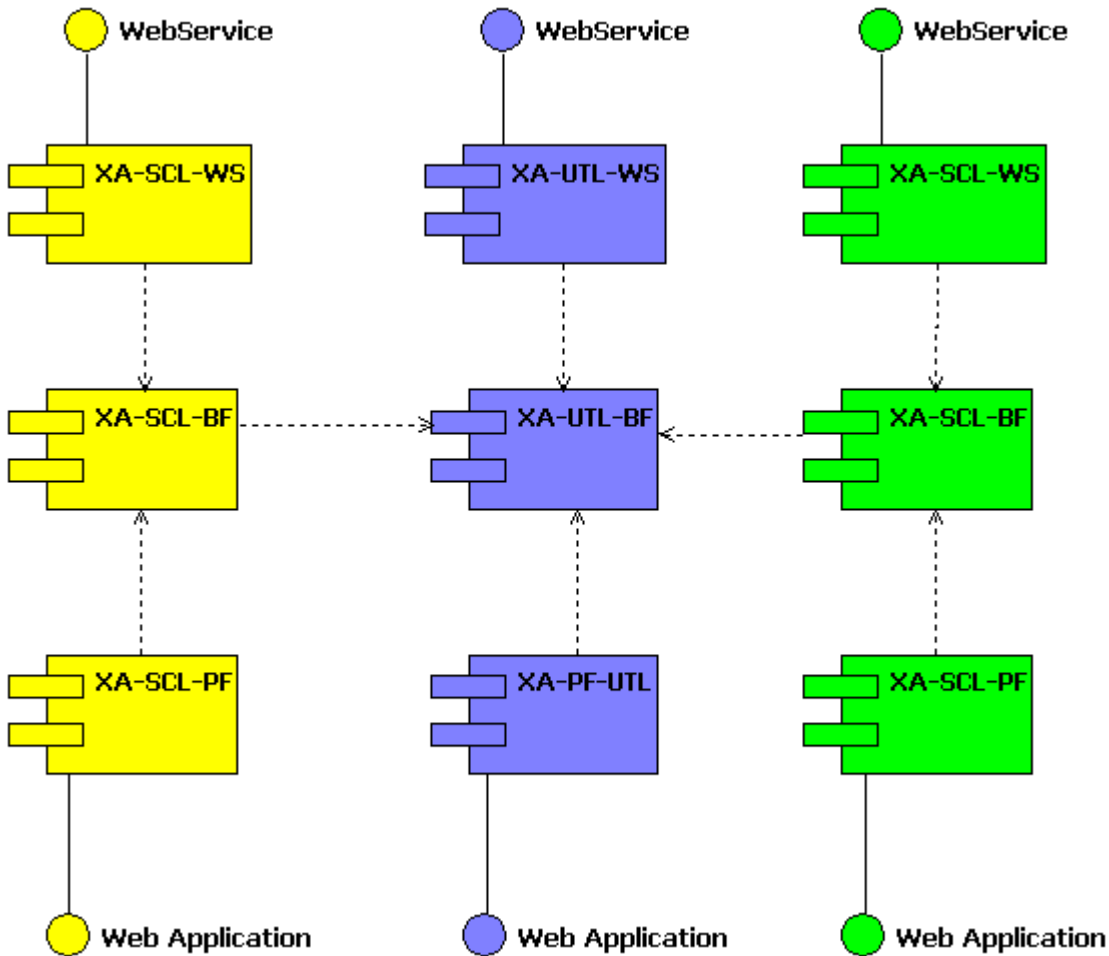 WebService
WebService
WebService
XA-SCL-WS
XA-UTL-WS
XA-SCL-WS
XA-SCL-BF
XA-UTL-BF
XA-SCL-BF
XA-SCL-PF
XA-PF-UTL
XA-SCL-PF
Web Application
Web Application
Web Application